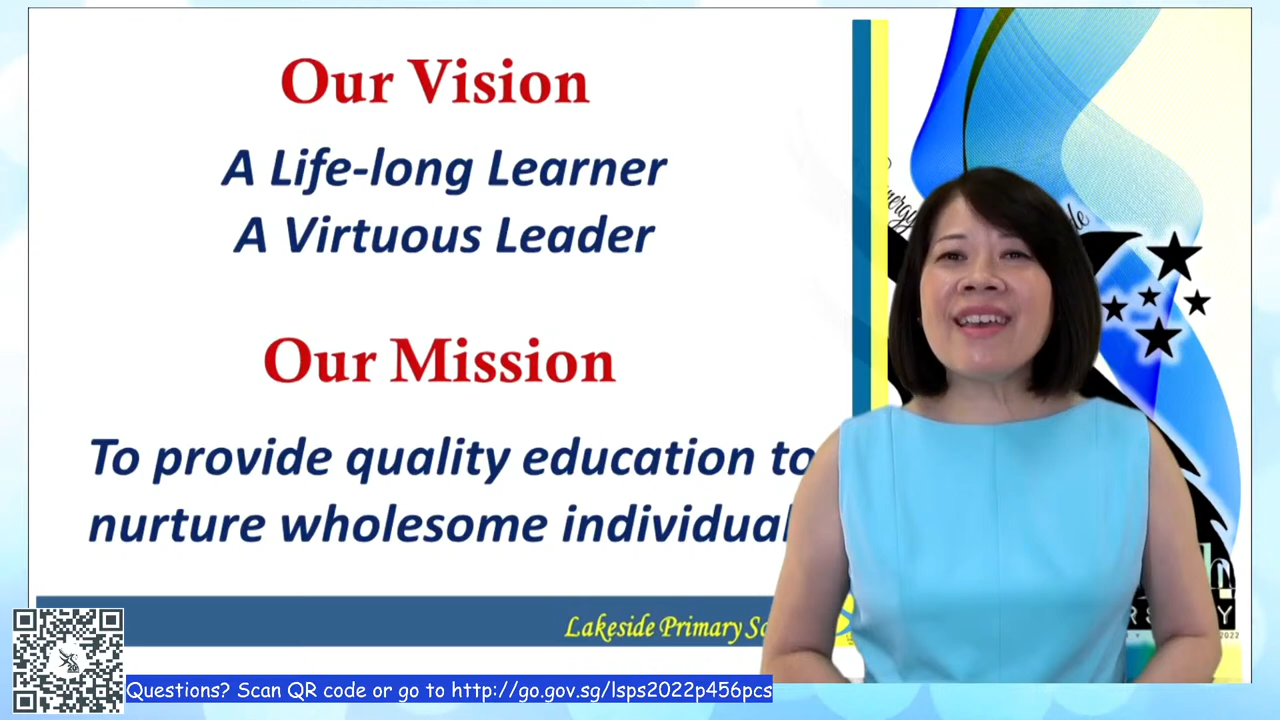 Our Vision
A Life-long Learner
A Virtuous Leader
Our Mission
To provide quality education to
nurture wholesome individual
Lakeside Primary
Questions? Scan QR code or go to http://go.gov.sg/lsps2022p456pcs
2022